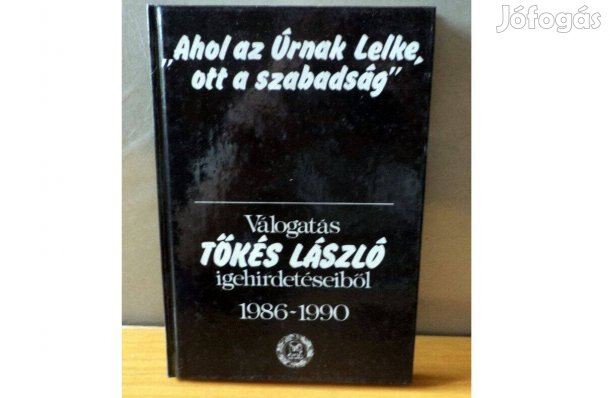 Jófogás
„Ahol az Úrnak Lelke,
ott a szabadság"
Válogatás
TŐKÉS LÁSZLÓ
igehirdetéseiből
1986-1990